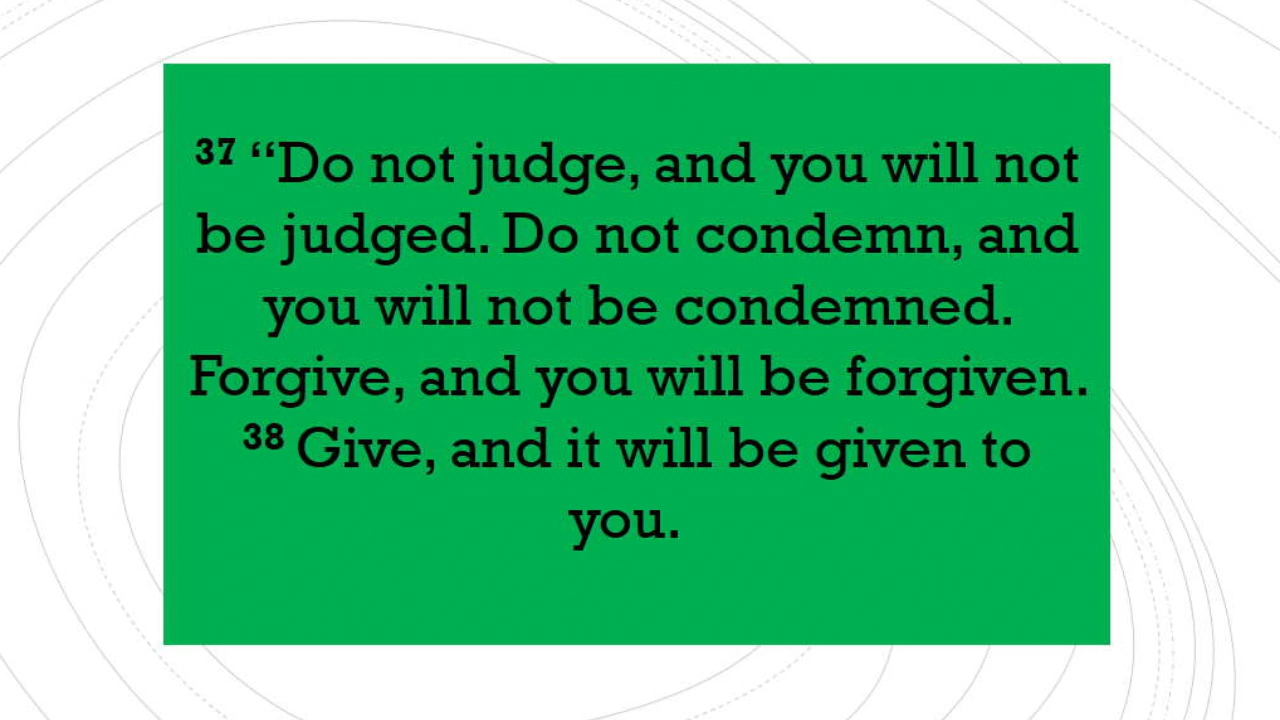 37 “Do not judge, and you will not
be judged. Do not condemn, and
you will not be condemned.
Forgive, and you will be forgiven.
38 Give, and it will be given to
you.